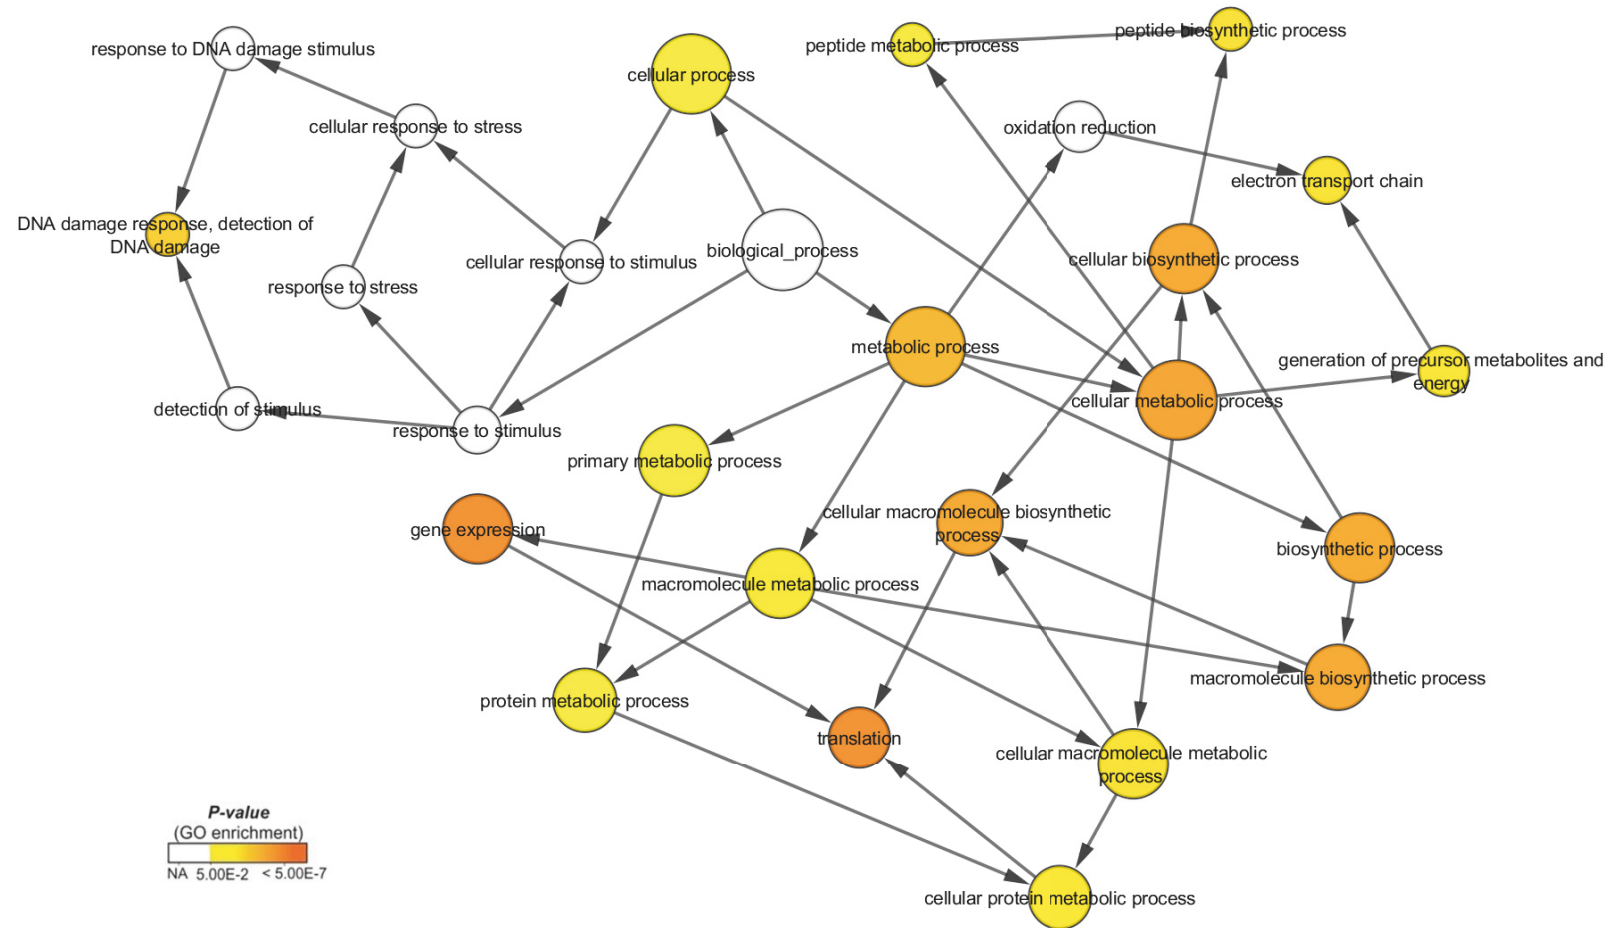 peptide biosynthetic process
peptide metabolic process
response to DNA damage stimulus
cellular process
cellular response to stress
oxidation reduction
electron transport chain
DNA damage response, detection of
DNA damage
biological_process
cellular response to stimulus
cellular biosynthetic process
response to stress
metabolic process
generation of precursor metabolites and
energy
cellular metabolic process
detection of stimulus
response to stimulus
primary metabolic process
cellular macromolecule biosynthetic
process
gene expression
biosynthetic process
macromolecule metabolic process
macromolecule biosynthetic process
protein metabolic process
translation
cellular macromolecule metabolic
process
P-value
(GO enrichment)
NA 5.00E-2 < 5.00E-7
cellular protein metabolic process